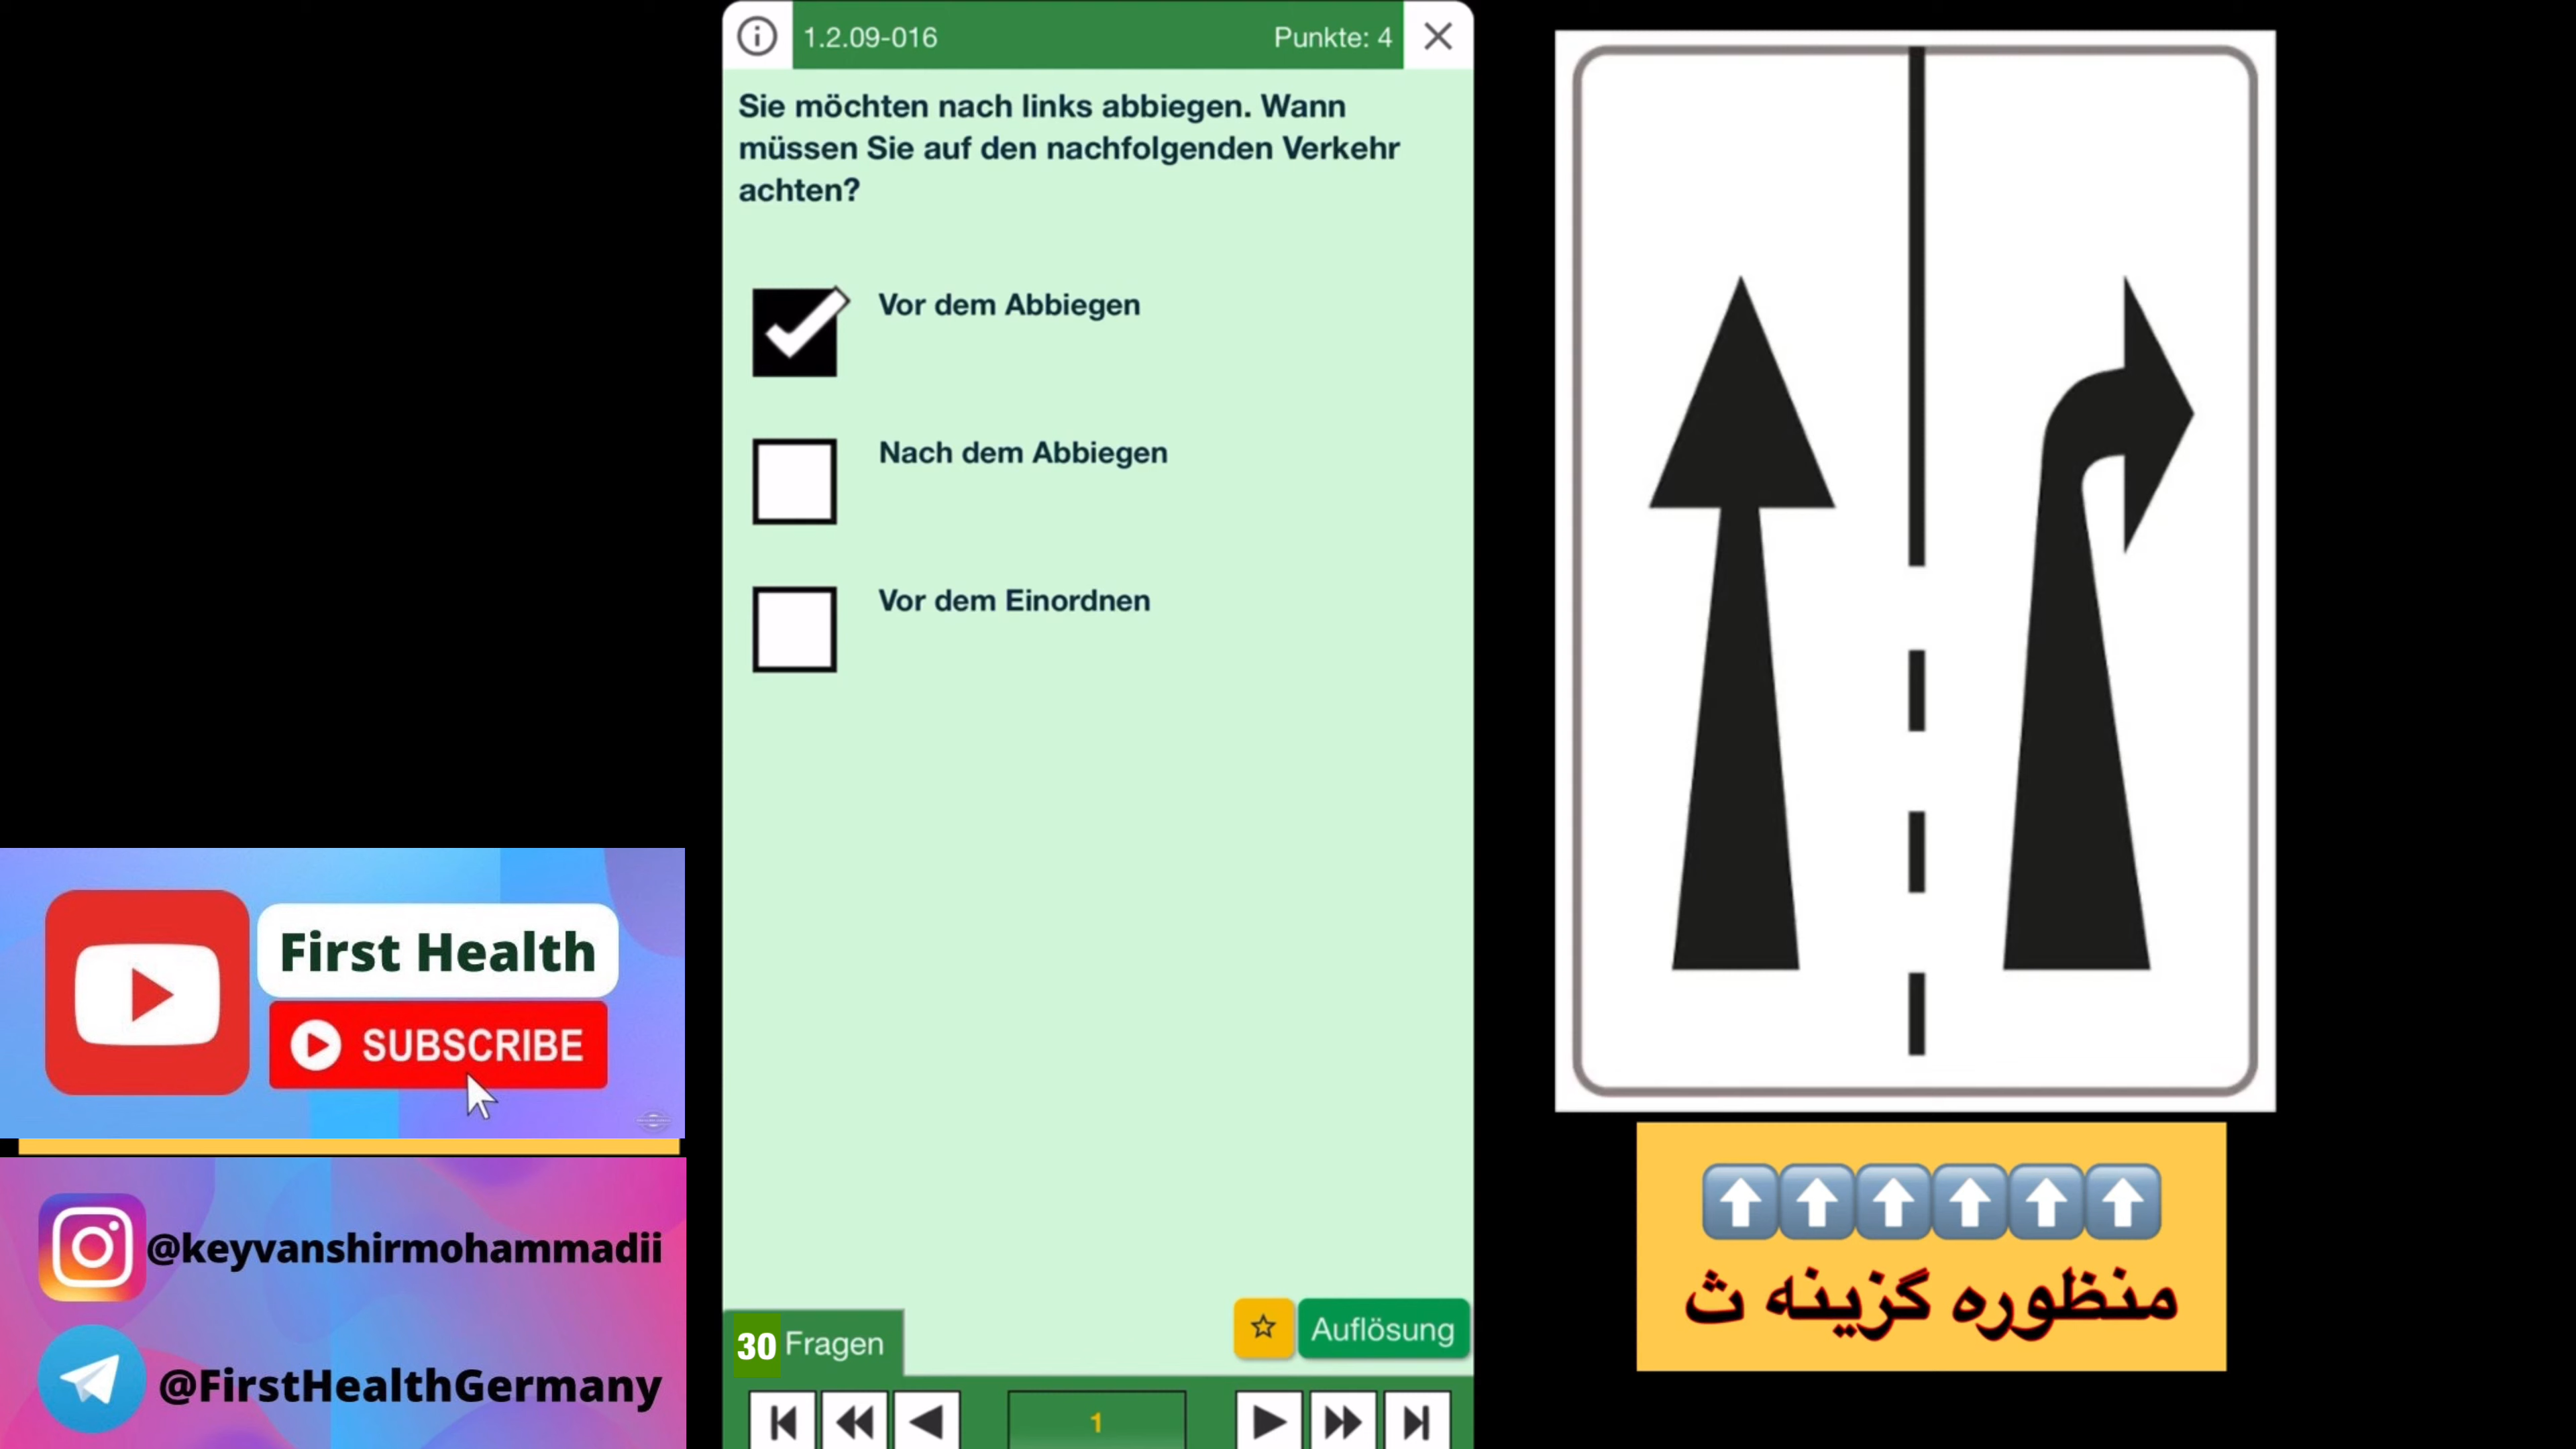 1.2.09-016
Punkte: 4
Sie möchten nach links abbiegen. Wann
müssen Sie auf den nachfolgenden Verkehr
achten?
Vor dem Abbiegen
Nach dem Abbiegen
Vor dem Einordnen
First Health
SUBSCRIBE
@keyvanshirmohammadii
@FirstHealthGermany
منظوره گزینه ث
Auflösung
30 Fragen
1